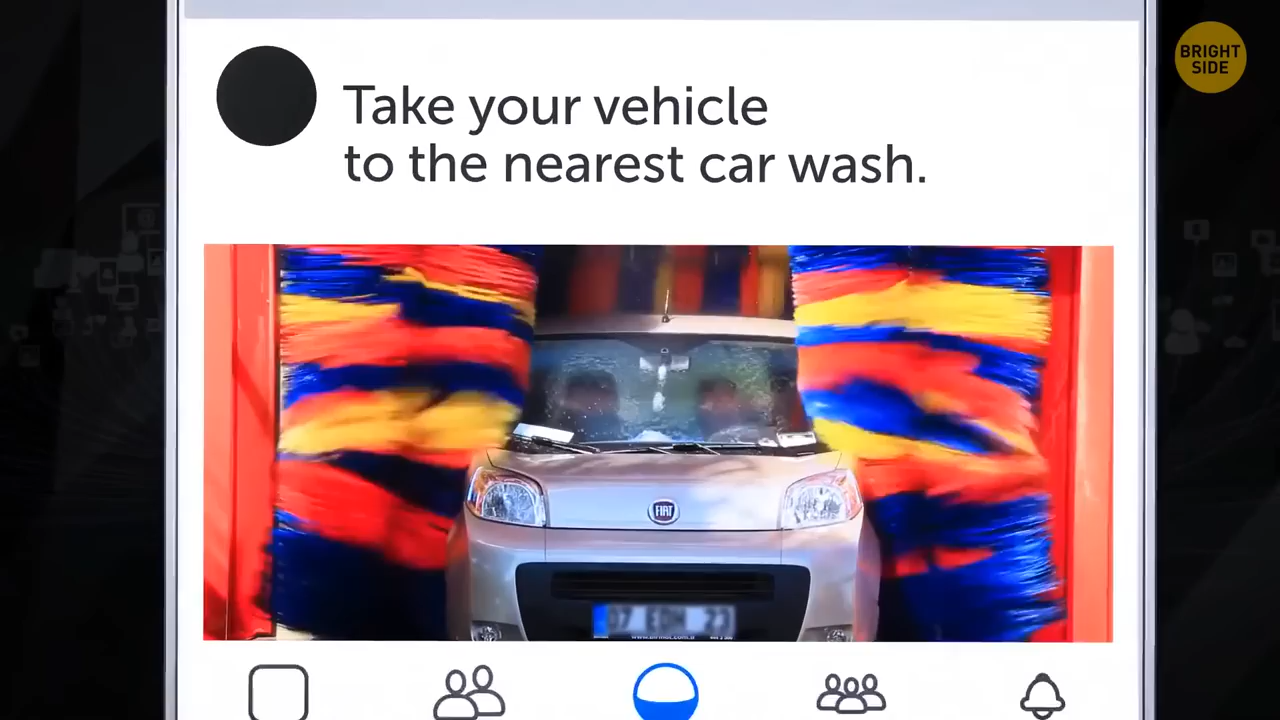 BRIGHT
SIDE
Take your vehicle
to the nearest car wash.
FIAT